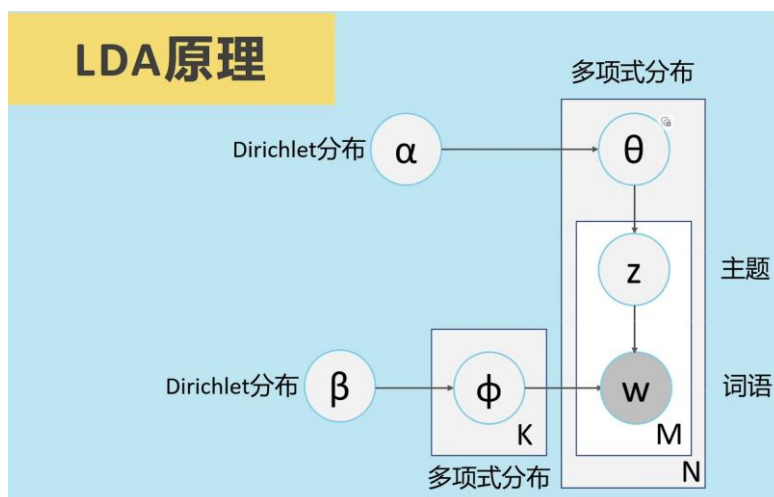 LDA原理
多项式分布
Dirichlet分布
α
θ
z
主题
Dirichlet分布
β
ϕ
w
词语
K
M
N
多项式分布